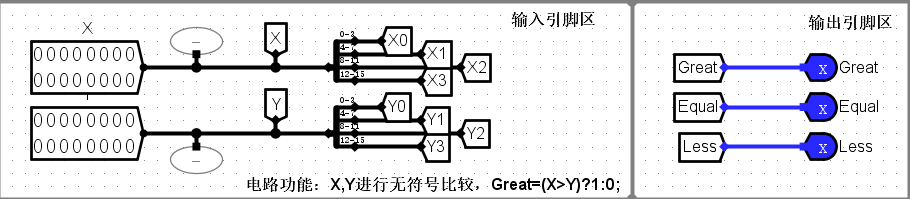 输入引脚区
输出引脚区
X
00000000
00000000
X
0-3
4-7
8-11
12-15
X0
X1
X2
X3
00000000
00000000
Y
0-3
4-7
8-11
12-15
Y0
Y1
Y2
Y3
电路功能：X,Y进行无符号比较，Great=(X>Y)?1:0;
Great x Great
Equal x Equal
Less x Less